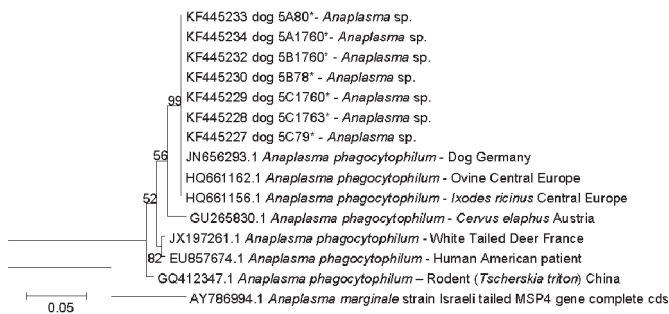 KF445233 dog 5A80* - Anaplasma sp.
KF445234 dog 5A1760*- Anaplasma sp.
KF445232 dog 5B1760* - Anaplasma sp.
KF445230 dog 5B78* - Anaplasma sp.
KF445229 dog 5C1760* - Anaplasma sp.
99
KF445228 dog 5C1763* - Anaplasma sp.
KF445227 dog 5C79* - Anaplasma sp.
56
JN656293.1 Anaplasma phagocytophilum - Dog Germany
HQ661162.1 Anaplasma phagocytophilum - Ovine Central Europe
52
HQ661156.1 Anaplasma phagocytophilum - Ixodes ricinus Central Europe
GU265830.1 Anaplasma phagocytophilum - Cervus elaphus Austria
JX197261.1 Anaplasma phagocytophilum - White Tailed Deer France
82
EU857674.1 Anaplasma phagocytophilum - Human American patient
GQ412347.1 Anaplasma phagocytophilum – Rodent (Tscherskia triton) China
AY786994.1 Anaplasma marginale strain Israeli tailed MSP4 gene complete cds
0.05